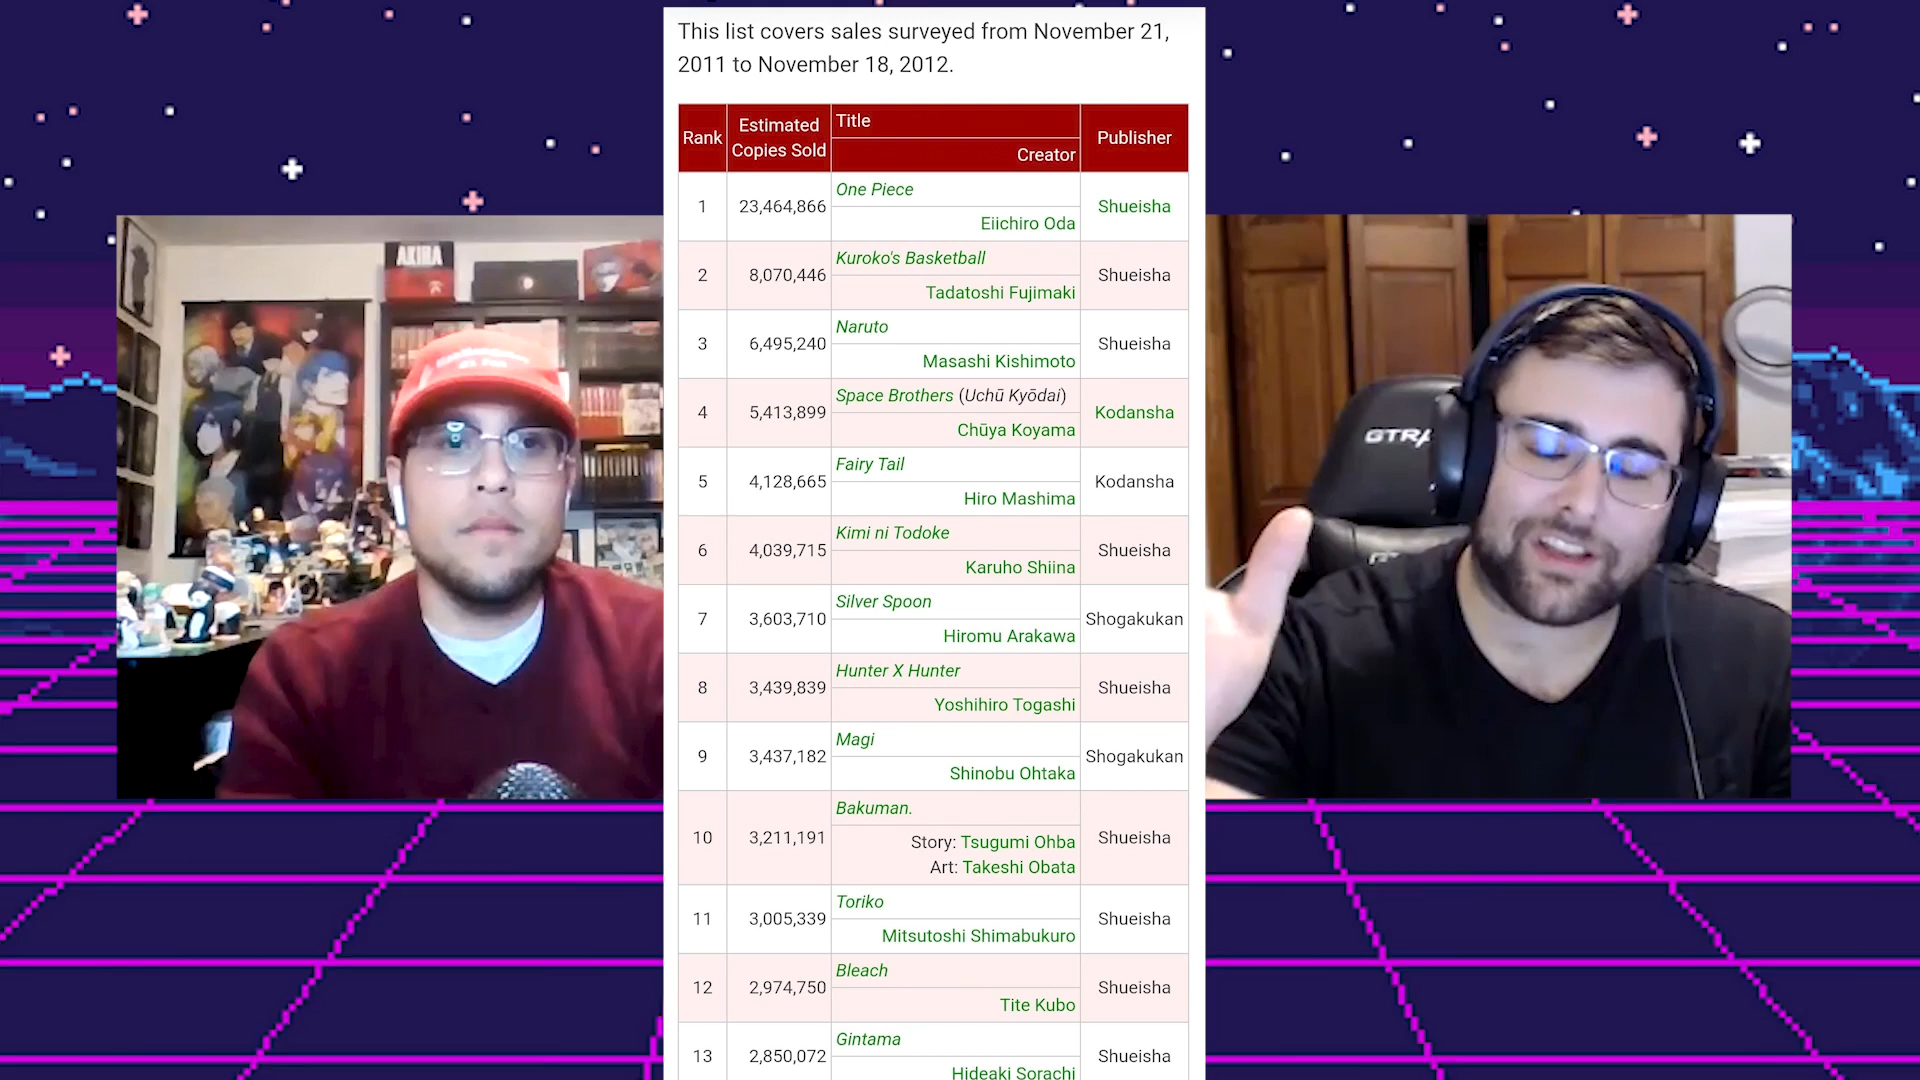 This list covers sales surveyed from November 21,
2011 to November 18, 2012.
Rank
Estimated
Copies Sold
Title
Creator
Publisher
1
23,464,866
One Piece
Eiichiro Oda
Shueisha
2
8,070,446
Kuroko's Basketball
Tadatoshi Fujimaki
Shueisha
3
6,495,240
Naruto
Masashi Kishimoto
Shueisha
4
5,413,899
Space Brothers (Uchū Kyōdai)
Chūya Koyama
Kodansha
5
4,128,665
Fairy Tail
Hiro Mashima
Kodansha
6
4,039,715
Kimi ni Todoke
Karuho Shiina
Shueisha
7
3,603,710
Silver Spoon
Hiromu Arakawa
Shogakukan
8
3,439,839
Hunter X Hunter
Yoshihiro Togashi
Shueisha
9
3,437,182
Magi
Shinobu Ohtaka
Shogakukan
10
3,211,191
Bakuman.
Story: Tsugumi Ohba
Art: Takeshi Obata
Shueisha
11
3,005,339
Toriko
Mitsutoshi Shimabukuro
Shueisha
12
2,974,750
Bleach
Tite Kubo
Shueisha
13
2,850,072
Gintama
Hideaki Sorachi
Shueisha
AKIRA
GTRA